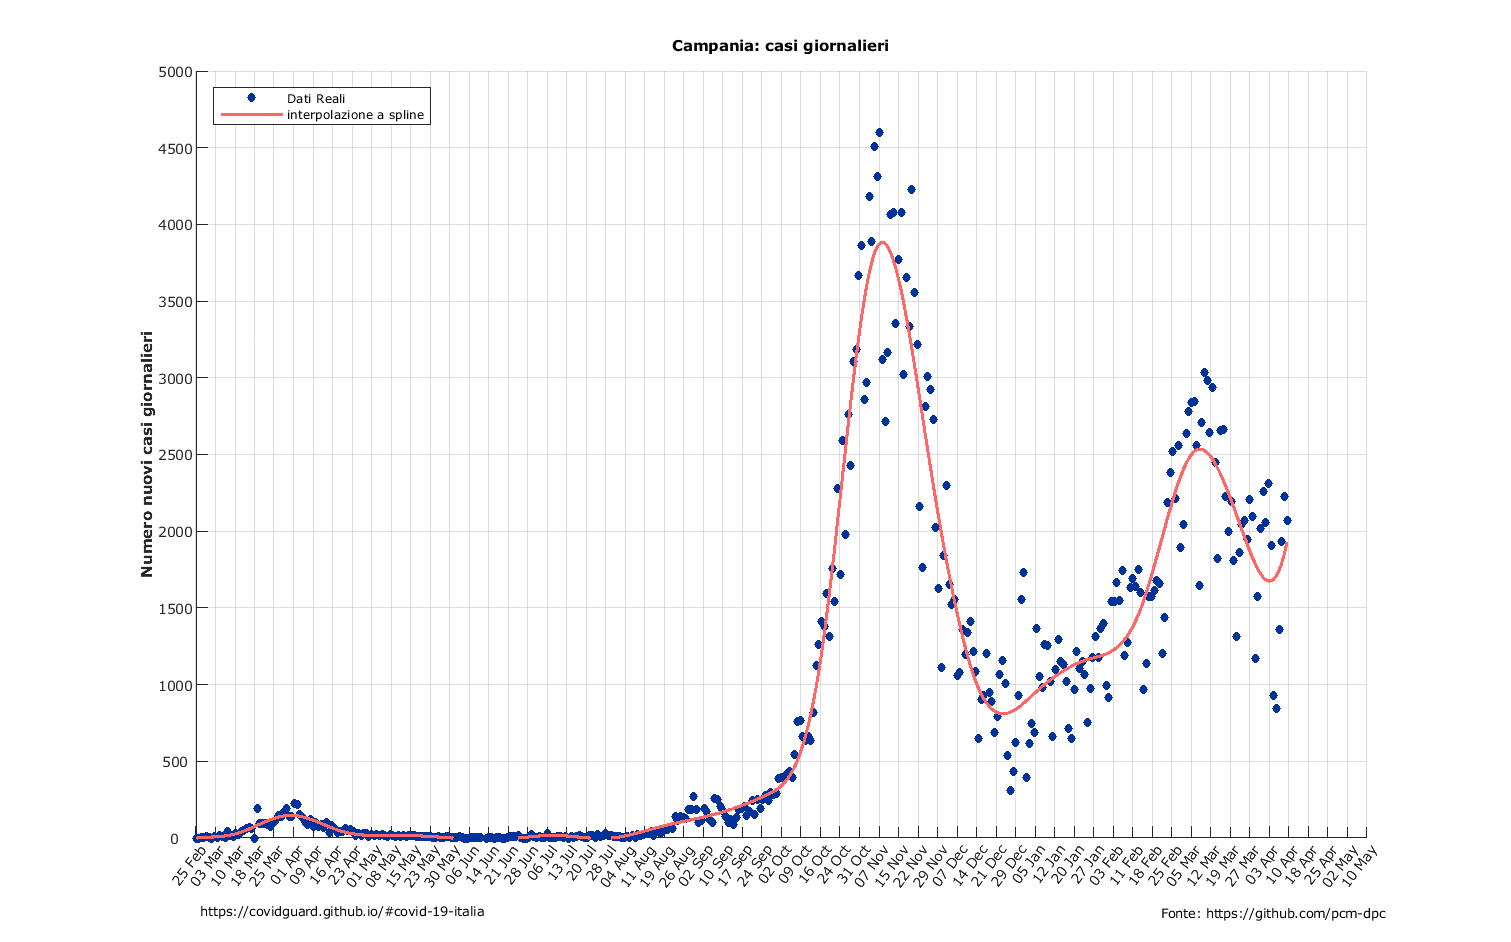 Campania: casi giornalieri
Dati Reali
interpolazione a spline
Numero nuovi casi giornalieri
5000
4500
4000
3500
3000
2500
2000
1500
1000
500
0
25 Feb
03 Mar
10 Mar
18 Mar
25 Mar
01 Apr
09 Apr
16 Apr
23 Apr
01 May
08 May
15 May
23 May
30 May
06 Jun
14 Jun
21 Jun
28 Jun
06 Jul
13 Jul
20 Jul
28 Jul
04 Aug
11 Aug
19 Aug
26 Aug
02 Sep
10 Sep
17 Sep
24 Sep
02 Oct
09 Oct
16 Oct
24 Oct
31 Oct
07 Nov
15 Nov
22 Nov
29 Nov
07 Dec
14 Dec
21 Dec
29 Dec
05 Jan
12 Jan
20 Jan
27 Jan
03 Feb
11 Feb
18 Feb
25 Feb
05 Mar
12 Mar
19 Mar
27 Mar
03 Apr
10 Apr
18 Apr
25 Apr
02 May
10 May
https://covidguard.github.io/#covid-19-italia
Fonte: https://github.com/pcm-dpc